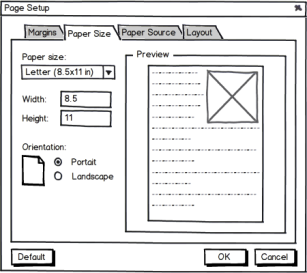 Page Setup
Margins Paper Size Paper Source Layout
Paper size:
Letter (8.5x11 in)
Width: 8.5
Height: 11
Orientation:
Portait
Landscape
Preview
Default OK Cancel